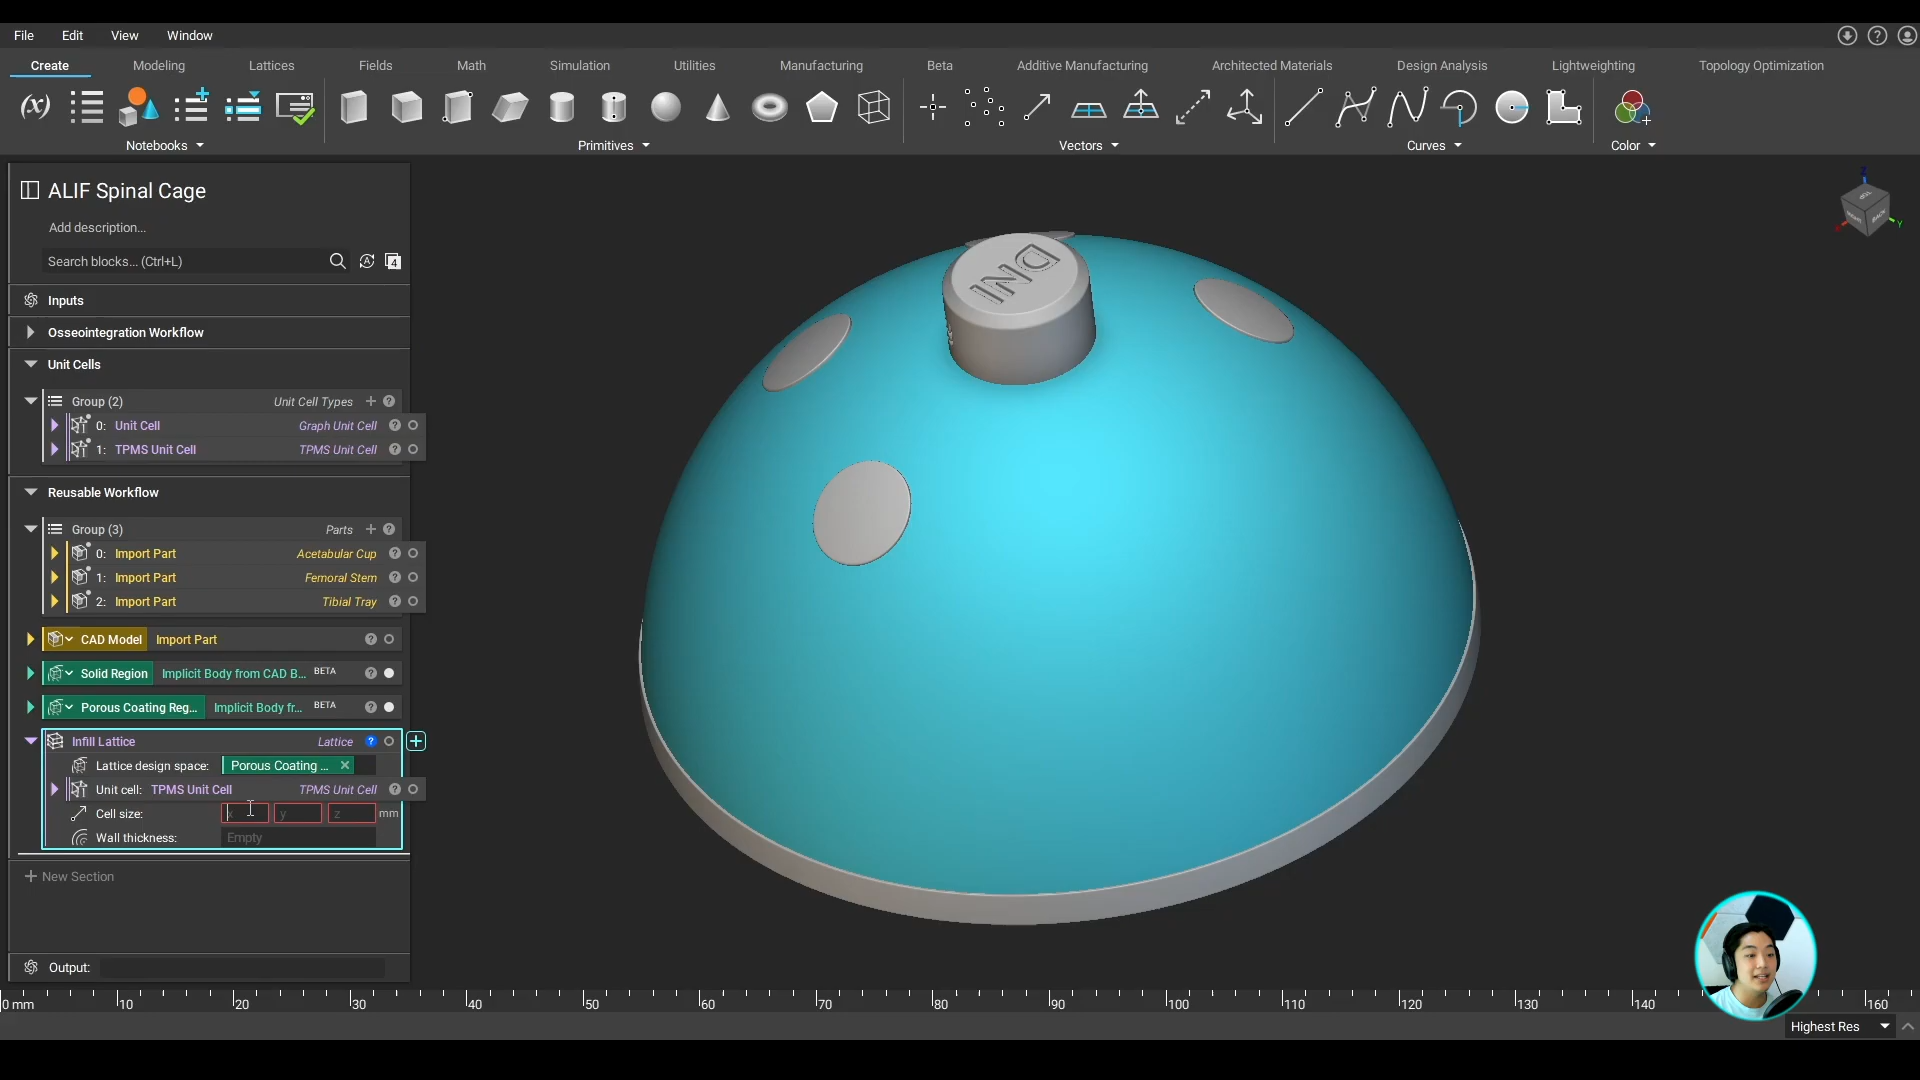 File Edit View Window
Create Modeling Lattices Fields Math Simulation Utilities Manufacturing Beta Additive Manufacturing Architected Materials Design Analysis Lightweighting Topology Optimization
Notebooks Primitives Vectors Curves Color
ALIF Spinal Cage
Add description...
Search blocks... (Ctrl+L)
Inputs
Osseointegration Workflow
Unit Cells
Group (2) Unit Cell Types
0: Unit Cell Graph Unit Cell
1: TPMS Unit Cell TPMS Unit Cell
Reusable Workflow
Group (3) Parts
0: Import Part Acetabular Cup
1: Import Part Femoral Stem
2: Import Part Tibial Tray
CAD Model Import Part
Solid Region Implicit Body from CAD B... BETA
Porous Coating Reg... Implicit Body fr... BETA
Infill Lattice Lattice
Lattice design space: Porous Coating ...
Unit cell: TPMS Unit Cell TPMS Unit Cell
Cell size: x y z mm
Wall thickness: Empty
New Section
Output:
0 mm 10 20 30 40 50 60 70 80 90 100 110 120 130 140 160
Highest Res
TOP
RIGHT BACK
Z
Y